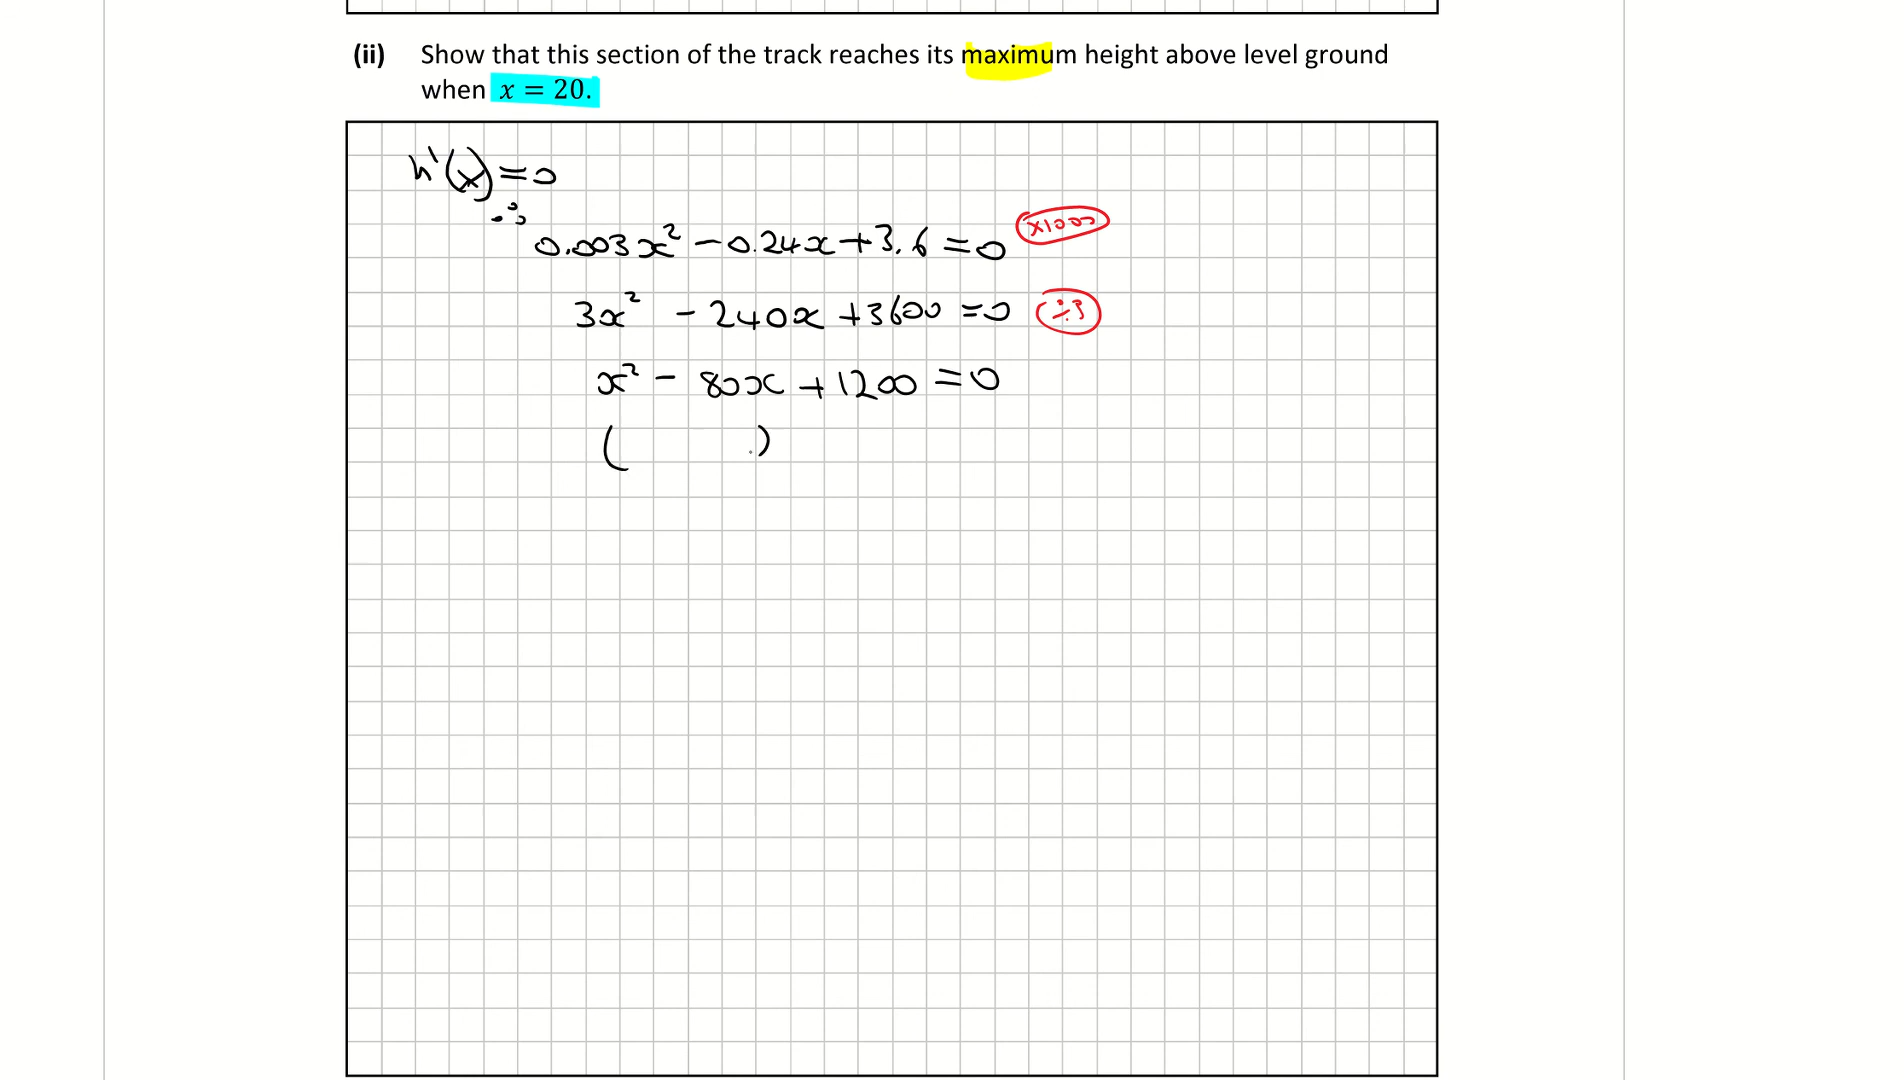 (ii) Show that this section of the track reaches its maximum height above level ground
when x = 20.
h'(x) = 0
∴
0.003x² - 0.24x + 3.6 = 0 ×1000
3x² - 240x + 3600 = 0 ÷3
x² - 80x + 1200 = 0
( )